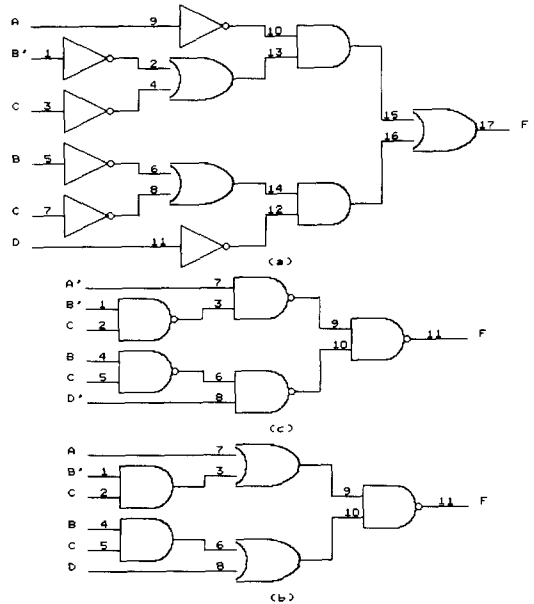 A 9
10
B' 1 2 13
C 3 4
15 17 F
16
B 5 6
14
C 7 8
12
D 11
(a)
A' 7
B' 1 3
C 2
9 11 F
10
B 4
C 5 6
D' 8
(c)
A 7
B' 1 3
C 2
9 11 F
10
B 4
C 5 6
D 8
(b)